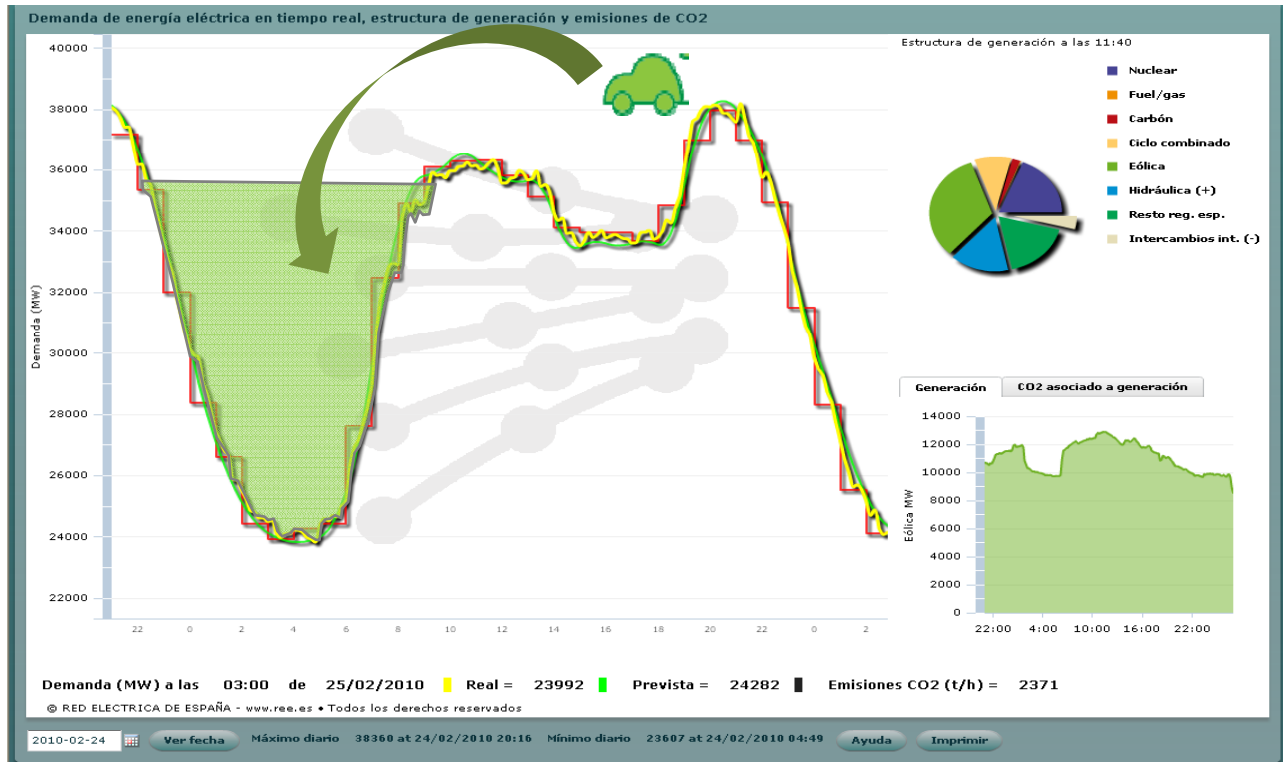 Demanda de energía eléctrica en tiempo real, estructura de generación y emisiones de CO2
40000
38000
36000
34000
32000
30000
28000
26000
24000
22000
Demanda (MW)
22 0 2 4 6 8 10 12 14 16 18 20 22 0 2
Estructura de generación a las 11:40
Nuclear
Fuel/gas
Carbón
Ciclo combinado
Eólica
Hidráulica (+)
Resto reg. esp.
Intercambios int. (-)
Generación CO2 asociado a generación
14000
12000
10000
8000
6000
4000
2000
0
Eólica MW
22:00 4:00 10:00 16:00 22:00
Demanda (MW) a las 03:00 de 25/02/2010 Real = 23992 Prevista = 24282 Emisiones CO2 (t/h) = 2371
© RED ELECTRICA DE ESPAÑA - www.ree.es • Todos los derechos reservados
2010-02-24 Ver fecha Máximo diario 38360 at 24/02/2010 20:16 Mínimo diario 23607 at 24/02/2010 04:49 Ayuda Imprimir